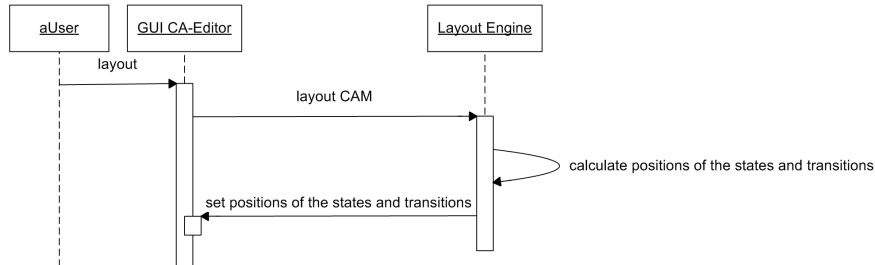 aUser
GUI CA-Editor
Layout Engine
layout
layout CAM
calculate positions of the states and transitions
set positions of the states and transitions